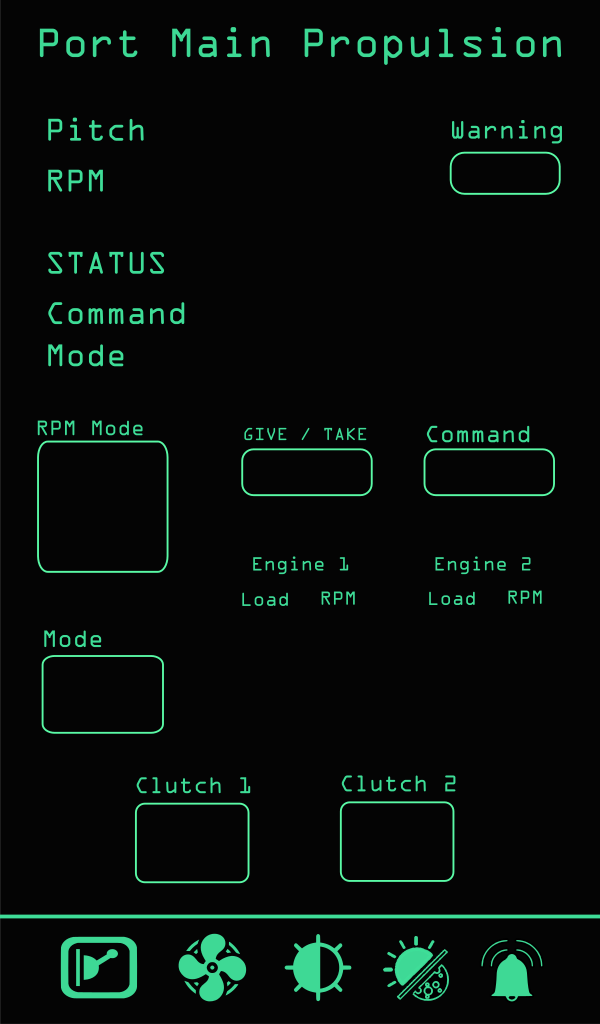 Port Main Propulsion
Pitch
Warning
RPM
STATUS
Command
Mode
RPM Mode
GIVE / TAKE
Command
Engine 1
Engine 2
Load RPM
Load RPM
Mode
Clutch 1
Clutch 2